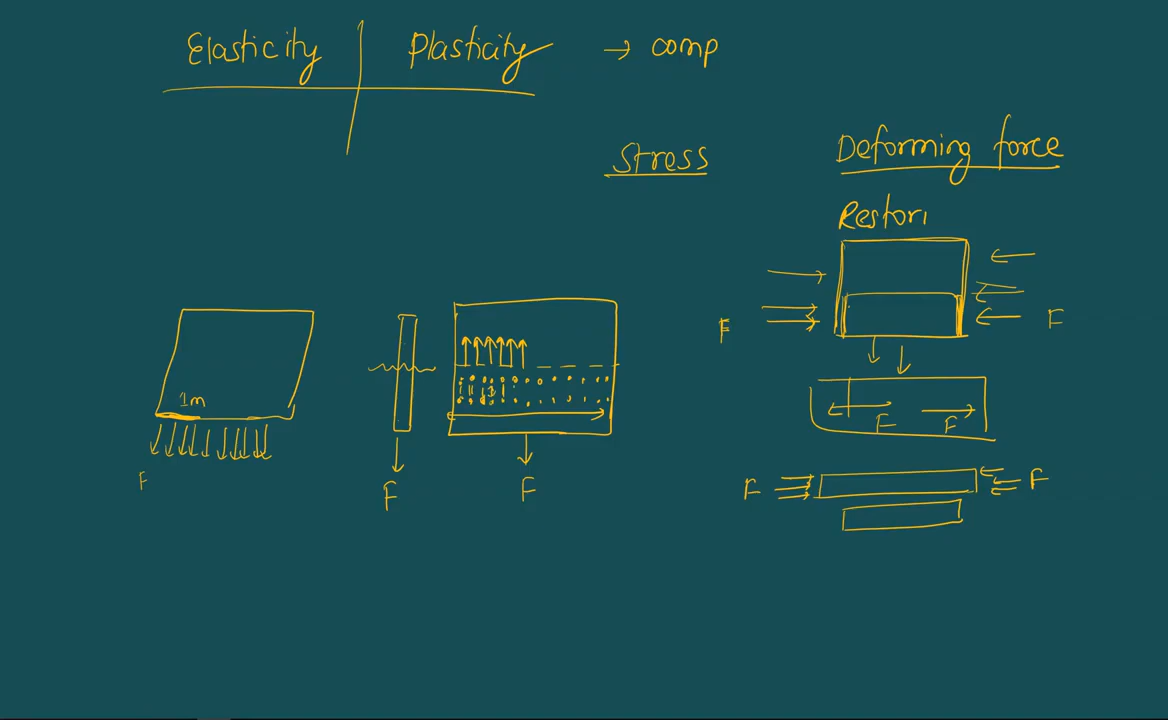 Elasticity Plasticity → comp
Stress
Deforming force
Restori
F F
1m
F F
F
F F
F F